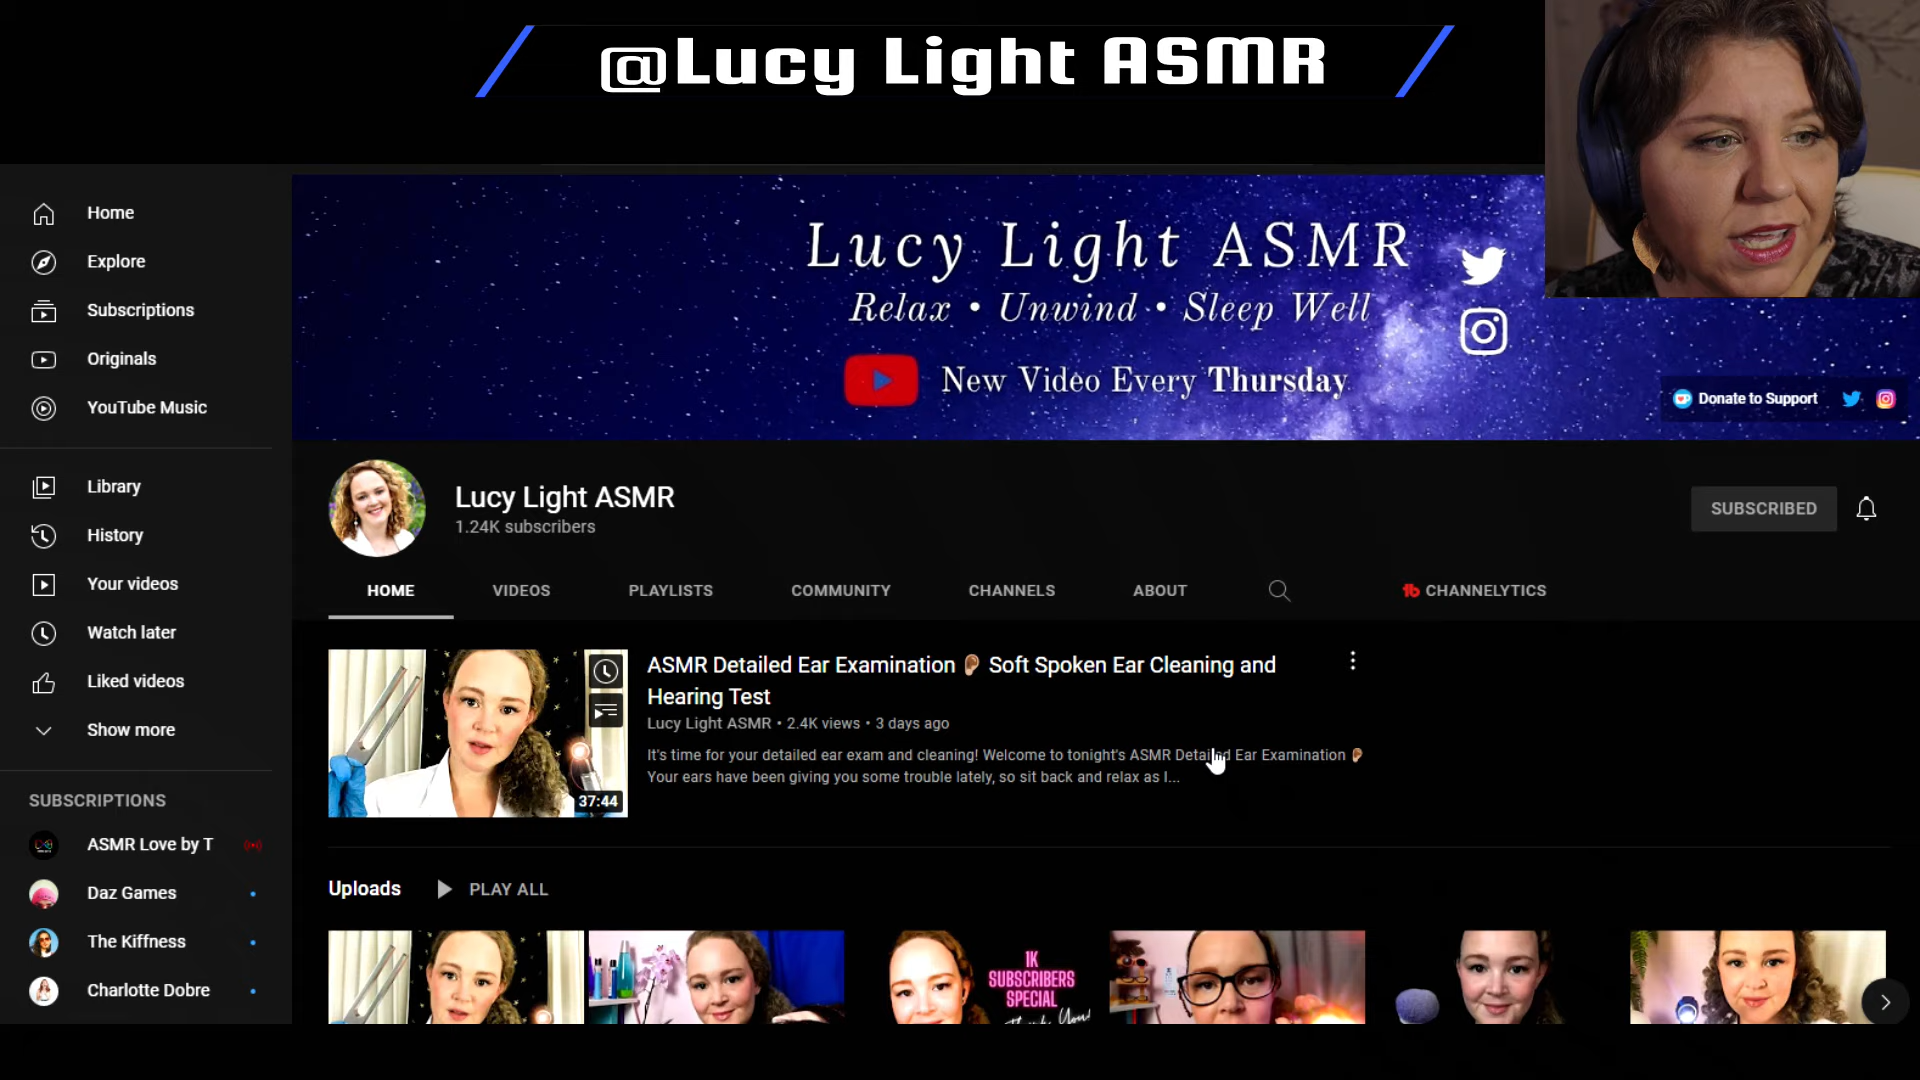 @Lucy Light ASMR
Home
Explore
Subscriptions
Originals
YouTube Music
Library
History
Your videos
Watch later
Liked videos
Show more
SUBSCRIPTIONS
ASMR Love by T
Daz Games
The Kiffness
Charlotte Dobre
Lucy Light ASMR
Relax • Unwind • Sleep Well
New Video Every Thursday
Donate to Support
Lucy Light ASMR
1.24K subscribers
SUBSCRIBED
HOME VIDEOS PLAYLISTS COMMUNITY CHANNELS ABOUT CHANNELYTICS
37:44
ASMR Detailed Ear Examination 👂🏽 Soft Spoken Ear Cleaning and
Hearing Test
Lucy Light ASMR • 2.4K views • 3 days ago
It's time for your detailed ear exam and cleaning! Welcome to tonight's ASMR Detailed Ear Examination 👂🏽
Your ears have been giving you some trouble lately, so sit back and relax as I...
Uploads PLAY ALL
1K
SUBSCRIBERS
SPECIAL
Thank You!